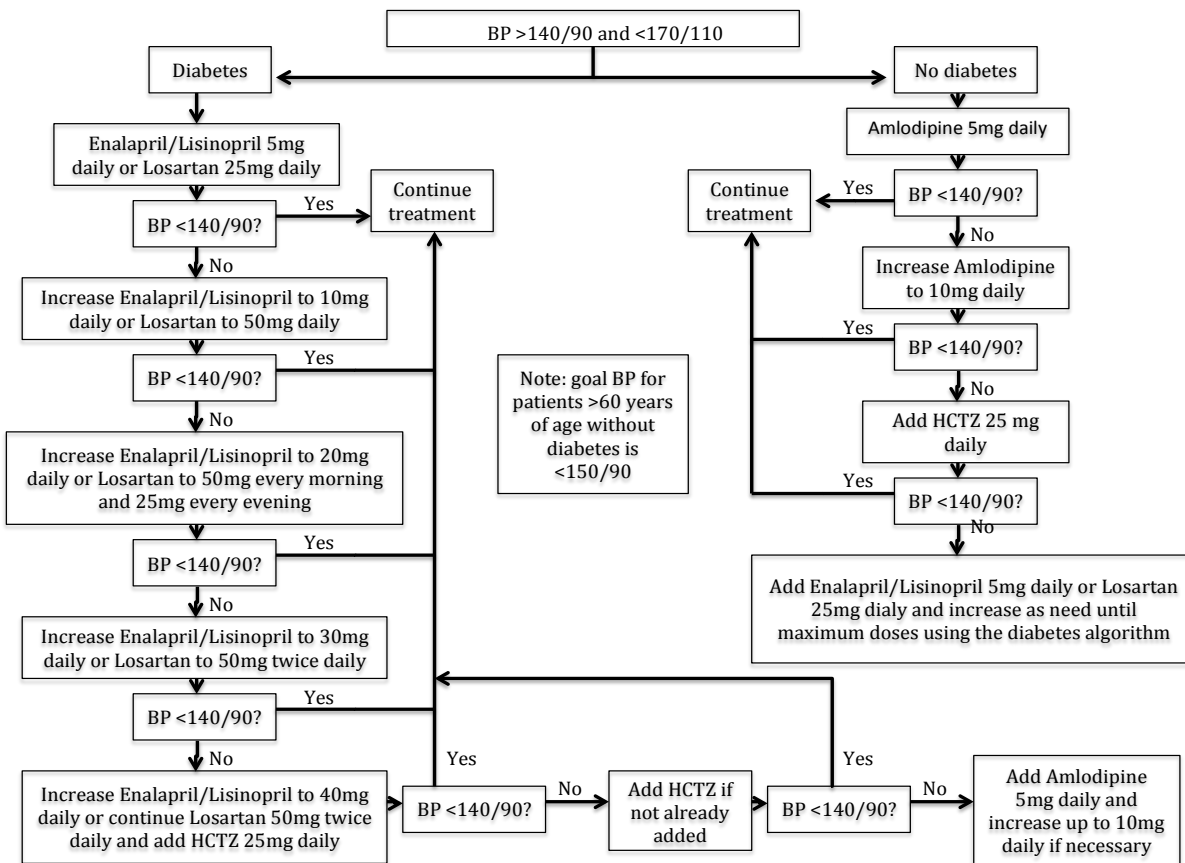 BP >140/90 and <170/110
Diabetes
No diabetes
Enalapril/Lisinopril 5mg
daily or Losartan 25mg daily
Amlodipine 5mg daily
BP <140/90?
Yes
Continue
treatment
Continue
treatment
Yes
BP <140/90?
No
No
Increase Enalapril/Lisinopril to 10mg
daily or Losartan to 50mg daily
Increase Amlodipine
to 10mg daily
BP <140/90?
Yes
Yes
BP <140/90?
No
No
Note: goal BP for
patients >60 years
of age without
diabetes is
<150/90
Add HCTZ 25 mg
daily
Increase Enalapril/Lisinopril to 20mg
daily or Losartan to 50mg every morning
and 25mg every evening
Yes
BP <140/90?
No
BP <140/90?
Yes
No
Add Enalapril/Lisinopril 5mg daily or Losartan
25mg dialy and increase as need until
maximum doses using the diabetes algorithm
Increase Enalapril/Lisinopril to 30mg
daily or Losartan to 50mg twice daily
BP <140/90?
Yes
No
Increase Enalapril/Lisinopril to 40mg
daily or continue Losartan 50mg twice
daily and add HCTZ 25mg daily
Yes
BP <140/90?
No
Add HCTZ if
not already
added
Yes
BP <140/90?
No
Add Amlodipine
5mg daily and
increase up to 10mg
daily if necessary